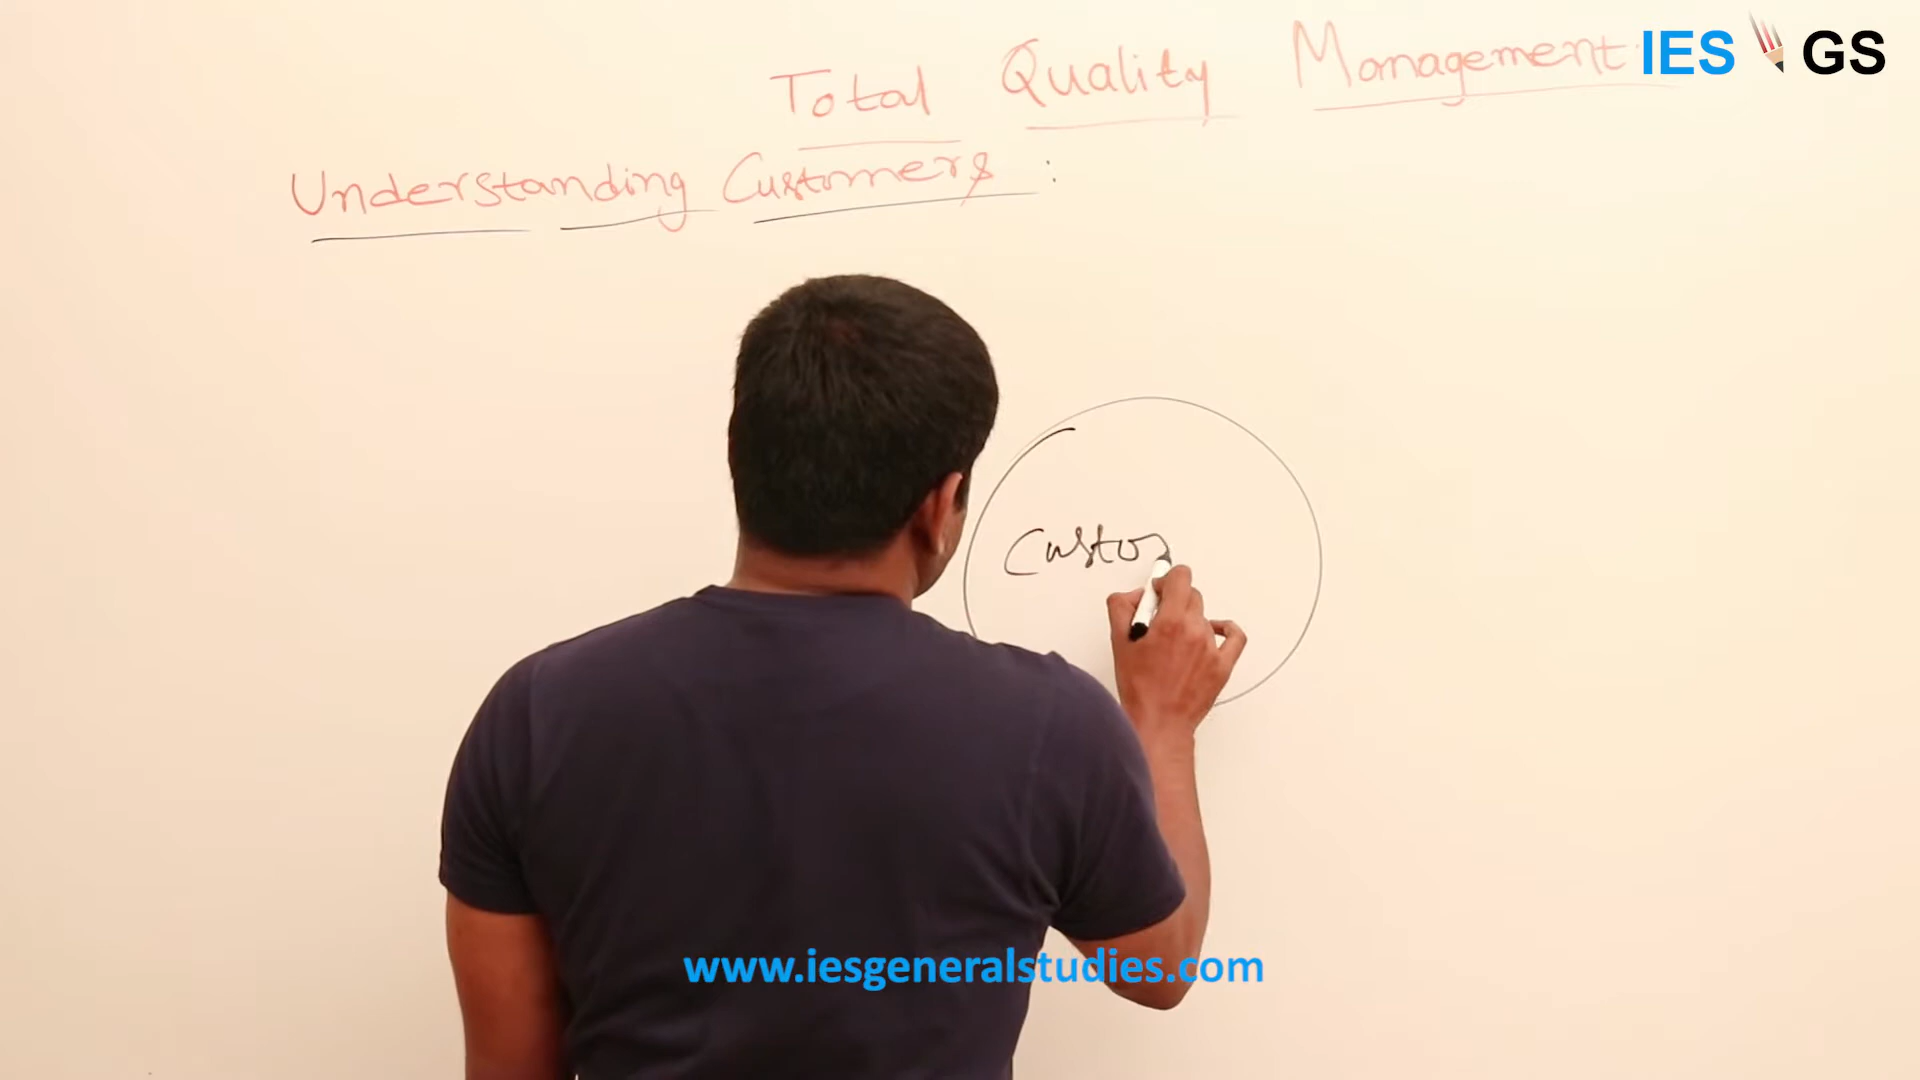 Total Quality Management
IES GS
Understanding Customers :
Custo
www.iesgeneralstudies.com